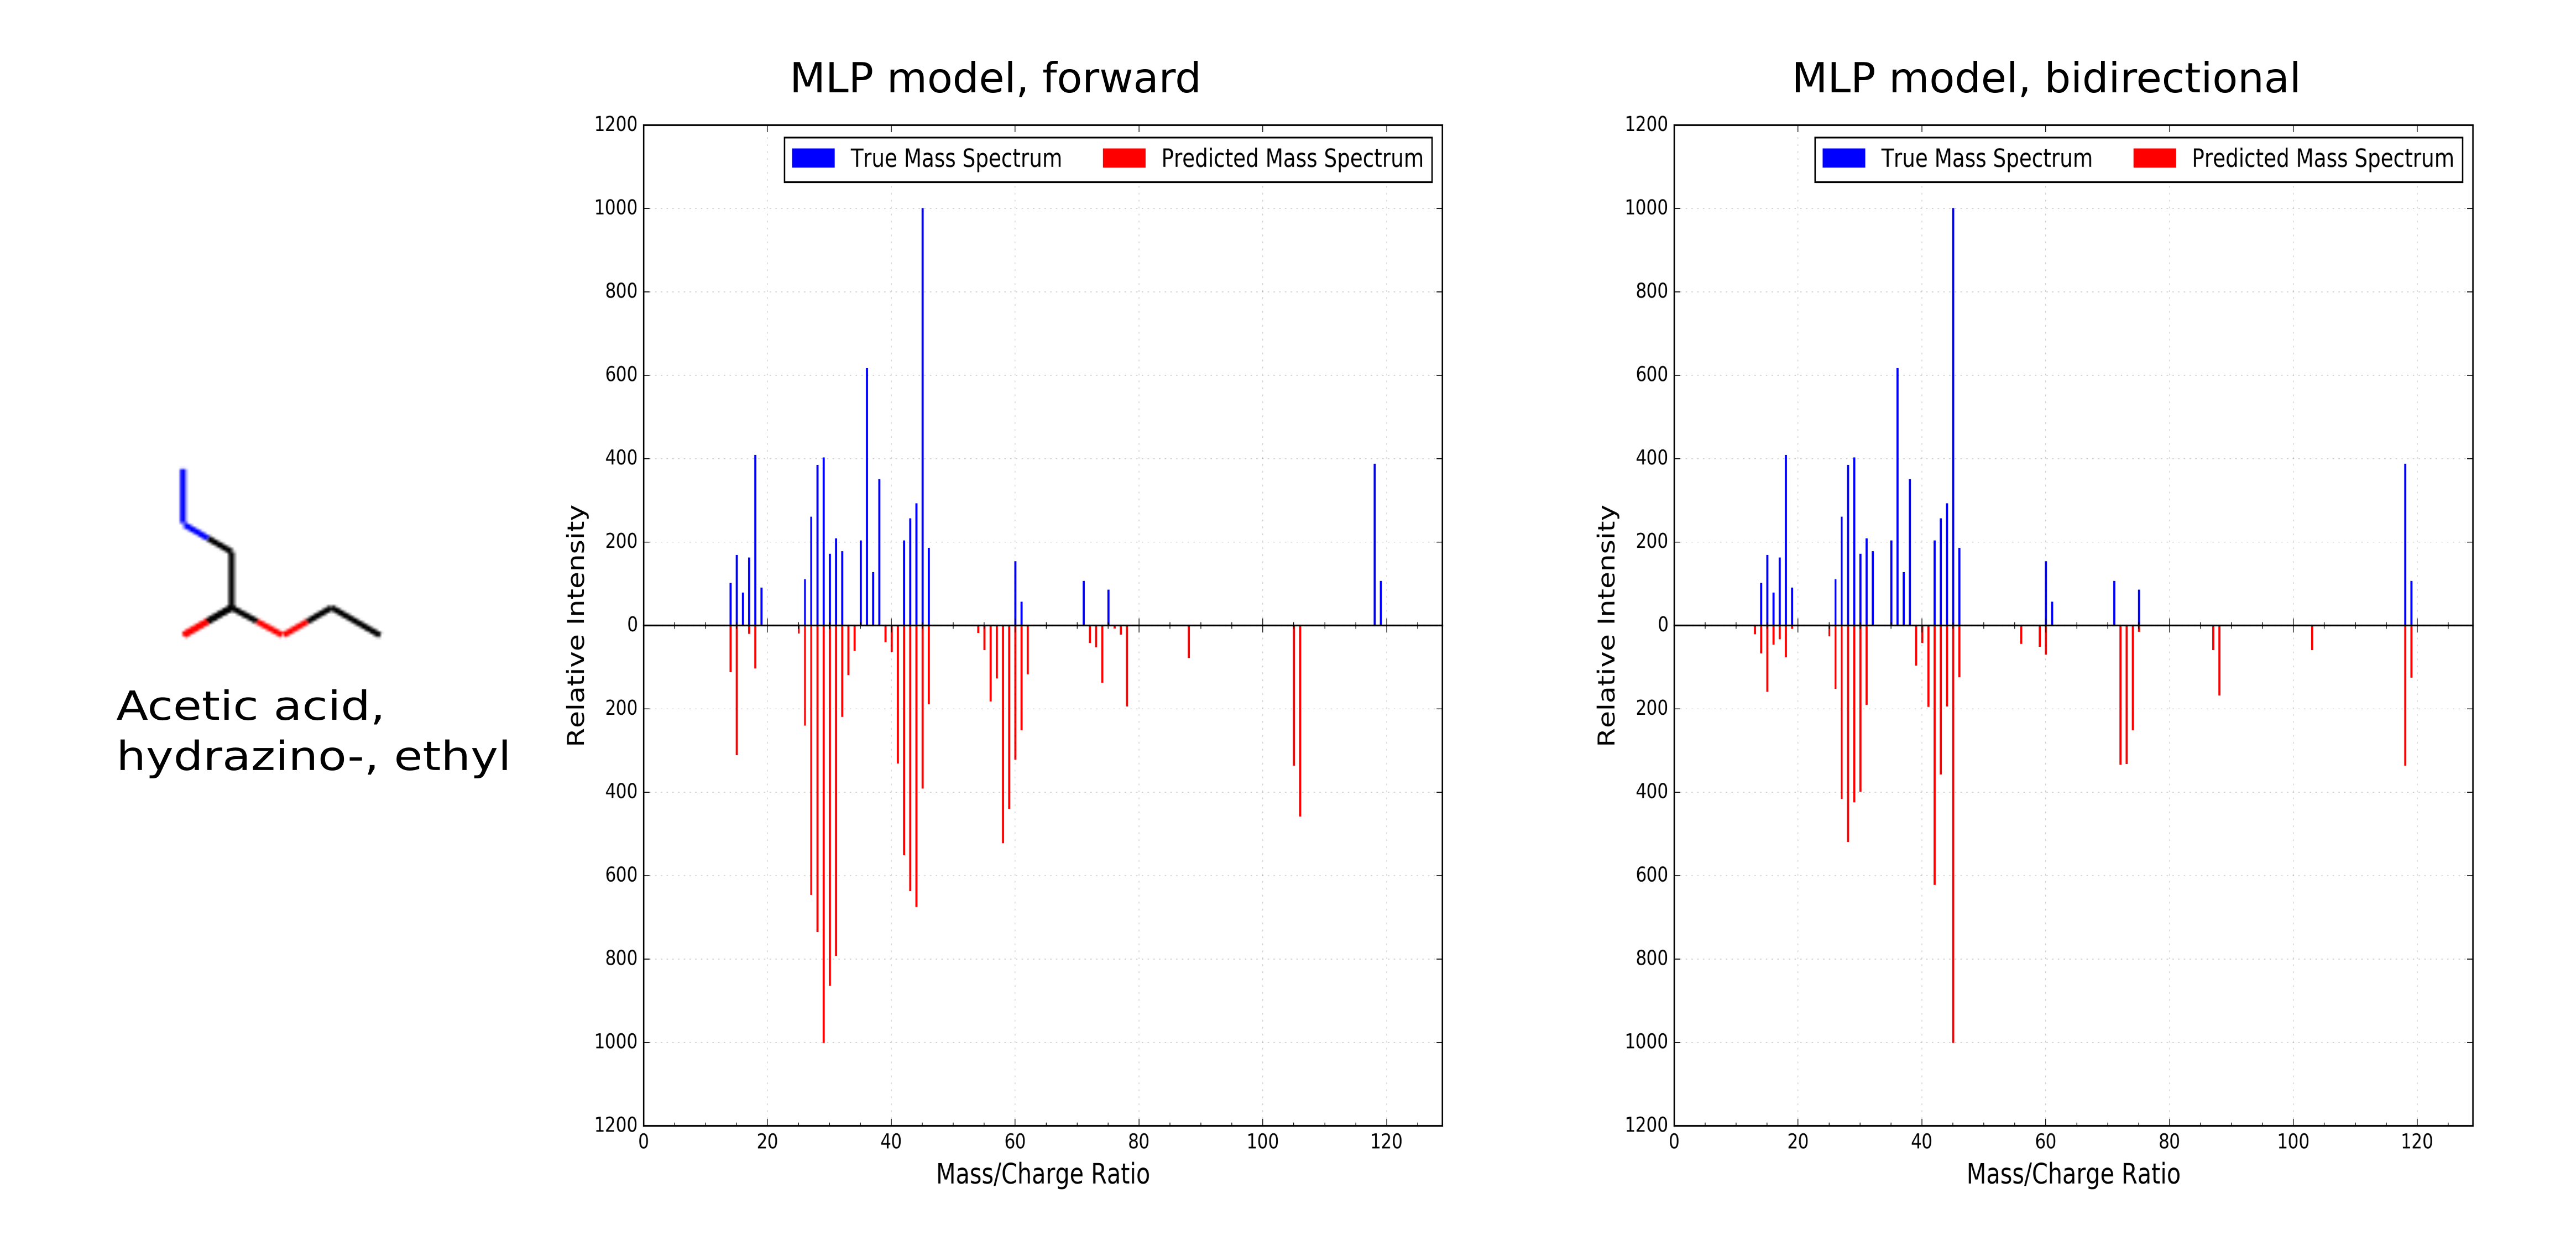 MLP model, forward
MLP model, bidirectional
Acetic acid,
hydrazino-, ethyl
True Mass Spectrum
Predicted Mass Spectrum
1200
1000
800
600
400
200
0
200
400
600
800
1000
1200
Relative Intensity
0 20 40 60 80 100 120
Mass/Charge Ratio
True Mass Spectrum
Predicted Mass Spectrum
1200
1000
800
600
400
200
0
200
400
600
800
1000
1200
Relative Intensity
0 20 40 60 80 100 120
Mass/Charge Ratio